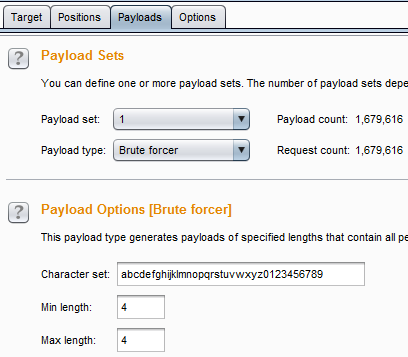 Target Positions Payloads Options
? Payload Sets
You can define one or more payload sets. The number of payload sets depe
Payload set: 1 Payload count: 1,679,616
Payload type: Brute forcer Request count: 1,679,616
? Payload Options [Brute forcer]
This payload type generates payloads of specified lengths that contain all pe
Character set: abcdefghijklmnopqrstuvwxyz0123456789
Min length: 4
Max length: 4